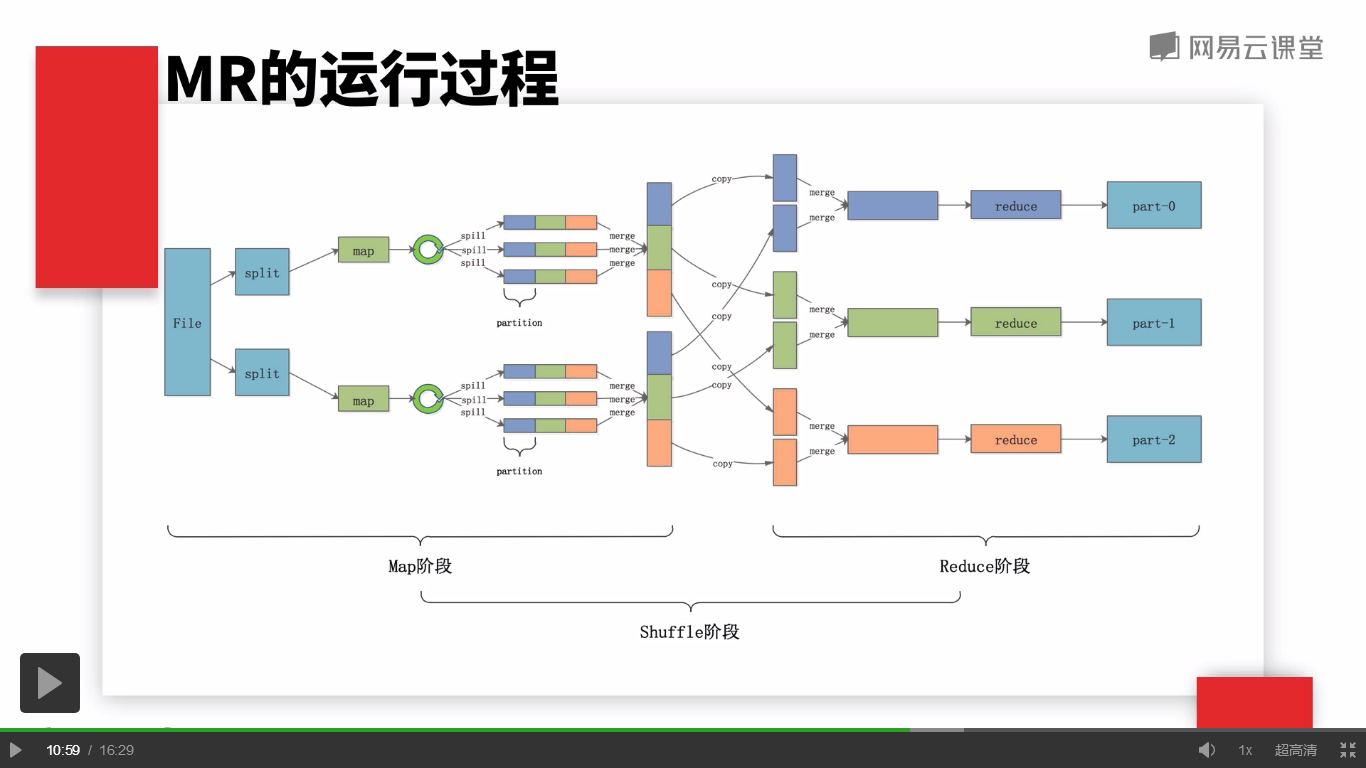 MR的运行过程
网易云课堂
File
split
split
map
map
spill
spill
spill
spill
spill
spill
partition
partition
merge
merge
merge
merge
merge
merge
copy
copy
copy
copy
copy
copy
merge
merge
merge
merge
merge
merge
reduce
reduce
reduce
part-0
part-1
part-2
Map阶段
Reduce阶段
Shuffle阶段
10:59 / 16:29
1x
超高清